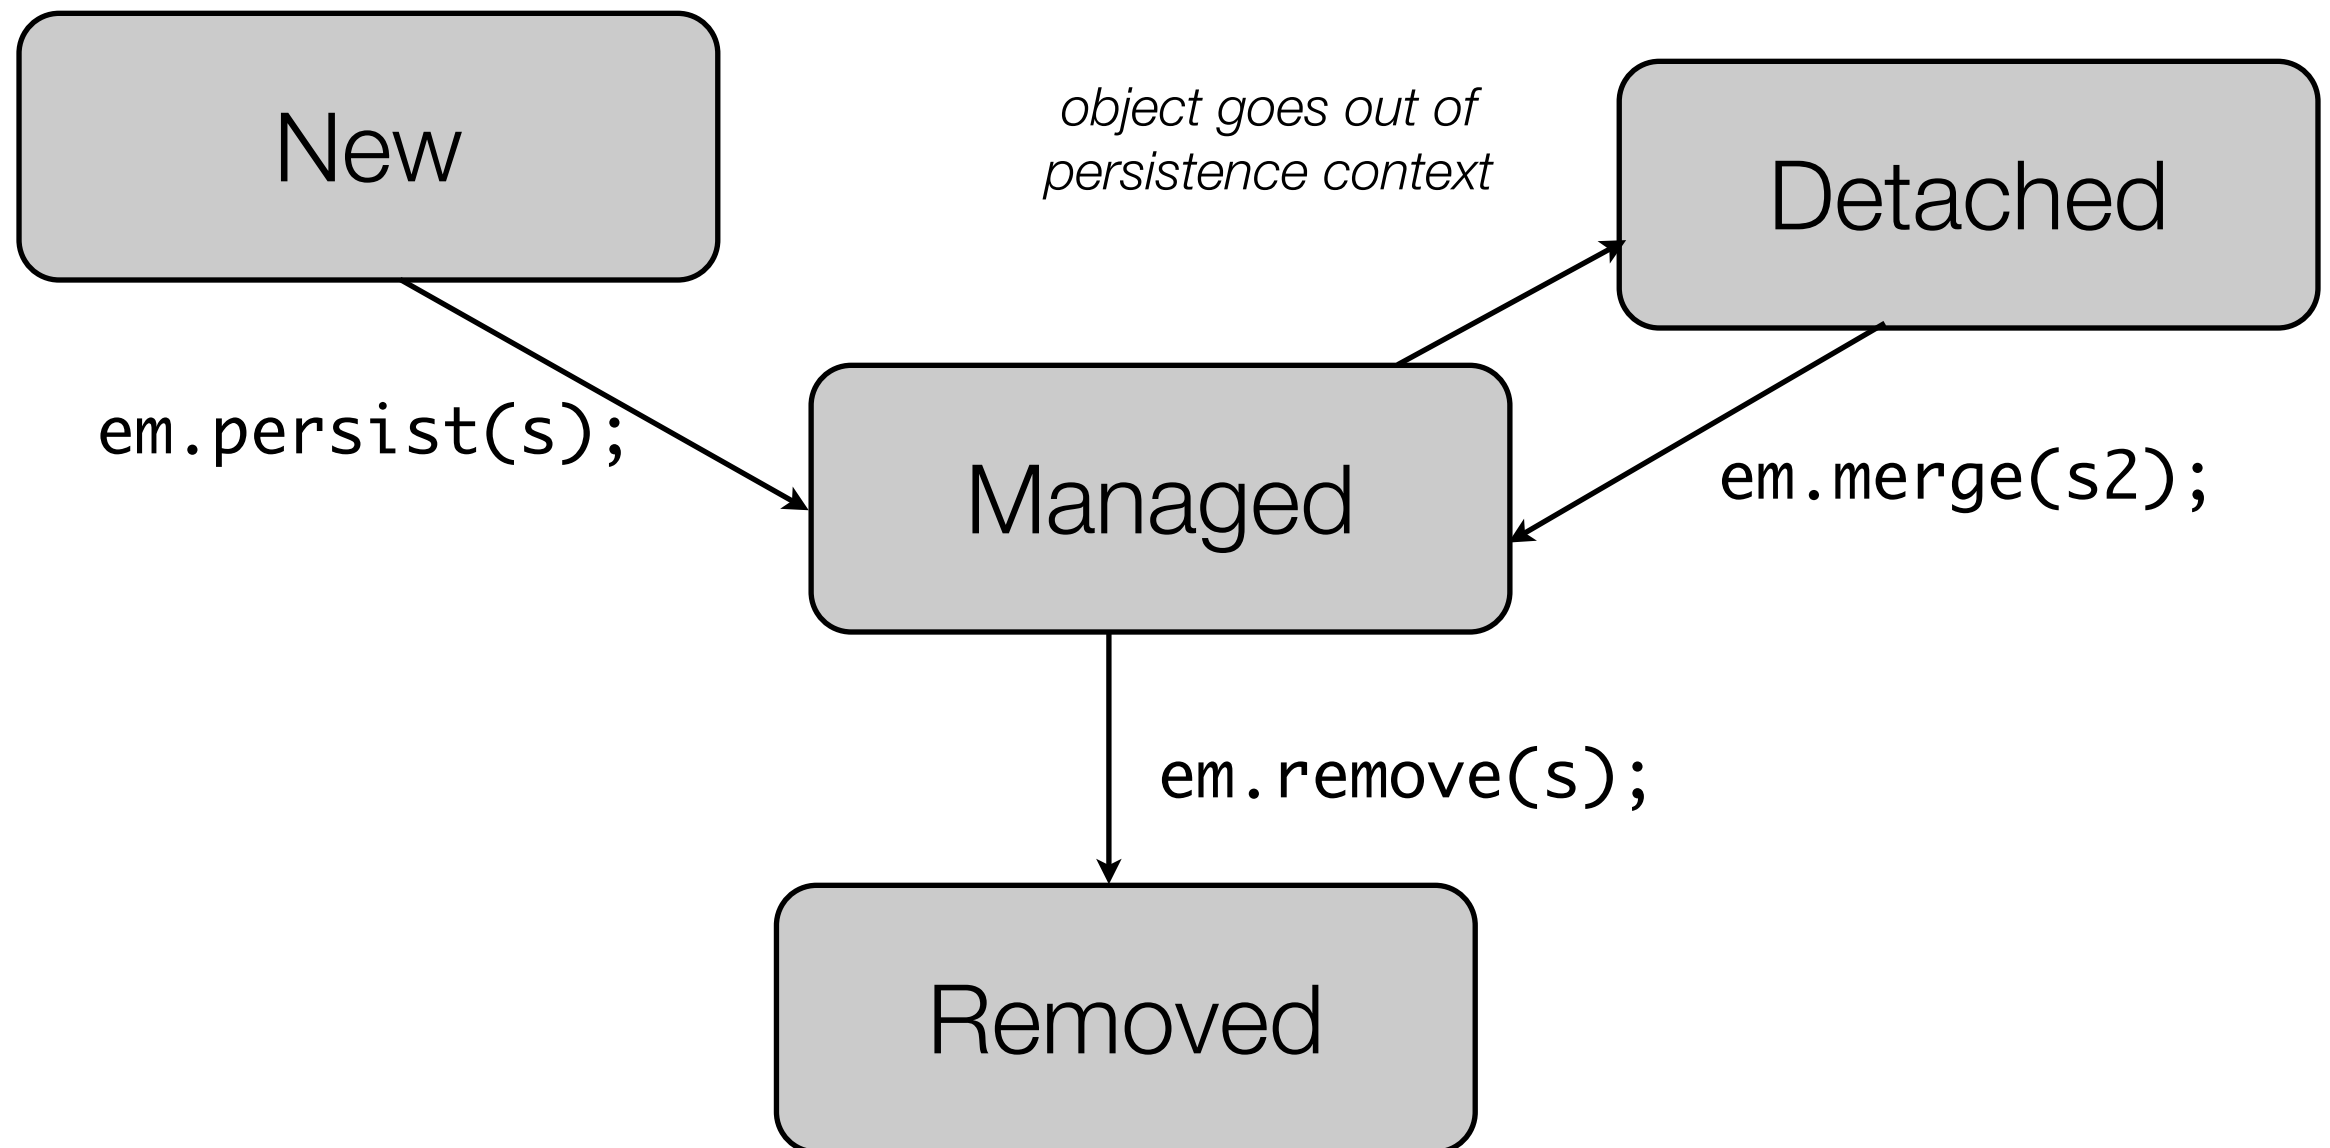 New
object goes out of
persistence context
Detached
em.persist(s);
Managed
em.merge(s2);
em.remove(s);
Removed